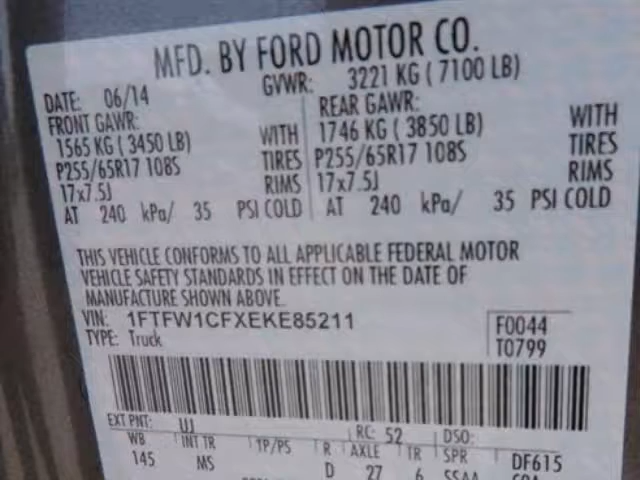 MFD. BY FORD MOTOR CO.
DATE: 06/14 GVWR: 3221 KG ( 7100 LB)
FRONT GAWR: REAR GAWR:
1565 KG ( 3450 LB) WITH 1746 KG ( 3850 LB) WITH
P255/65R17 108S TIRES P255/65R17 108S TIRES
17x7.5J RIMS 17x7.5J RIMS
AT 240 kPa/ 35 PSI COLD AT 240 kPa/ 35 PSI COLD
THIS VEHICLE CONFORMS TO ALL APPLICABLE FEDERAL MOTOR
VEHICLE SAFETY STANDARDS IN EFFECT ON THE DATE OF
MANUFACTURE SHOWN ABOVE.
VIN: 1FTFW1CFXEKE85211 F0044
TYPE: Truck T0799
EXT PNT: UJ RC: 52 DSO:
WB INT TR TP/PS R AXLE TR SPR DF615
145 MS D 27 6 SSAA